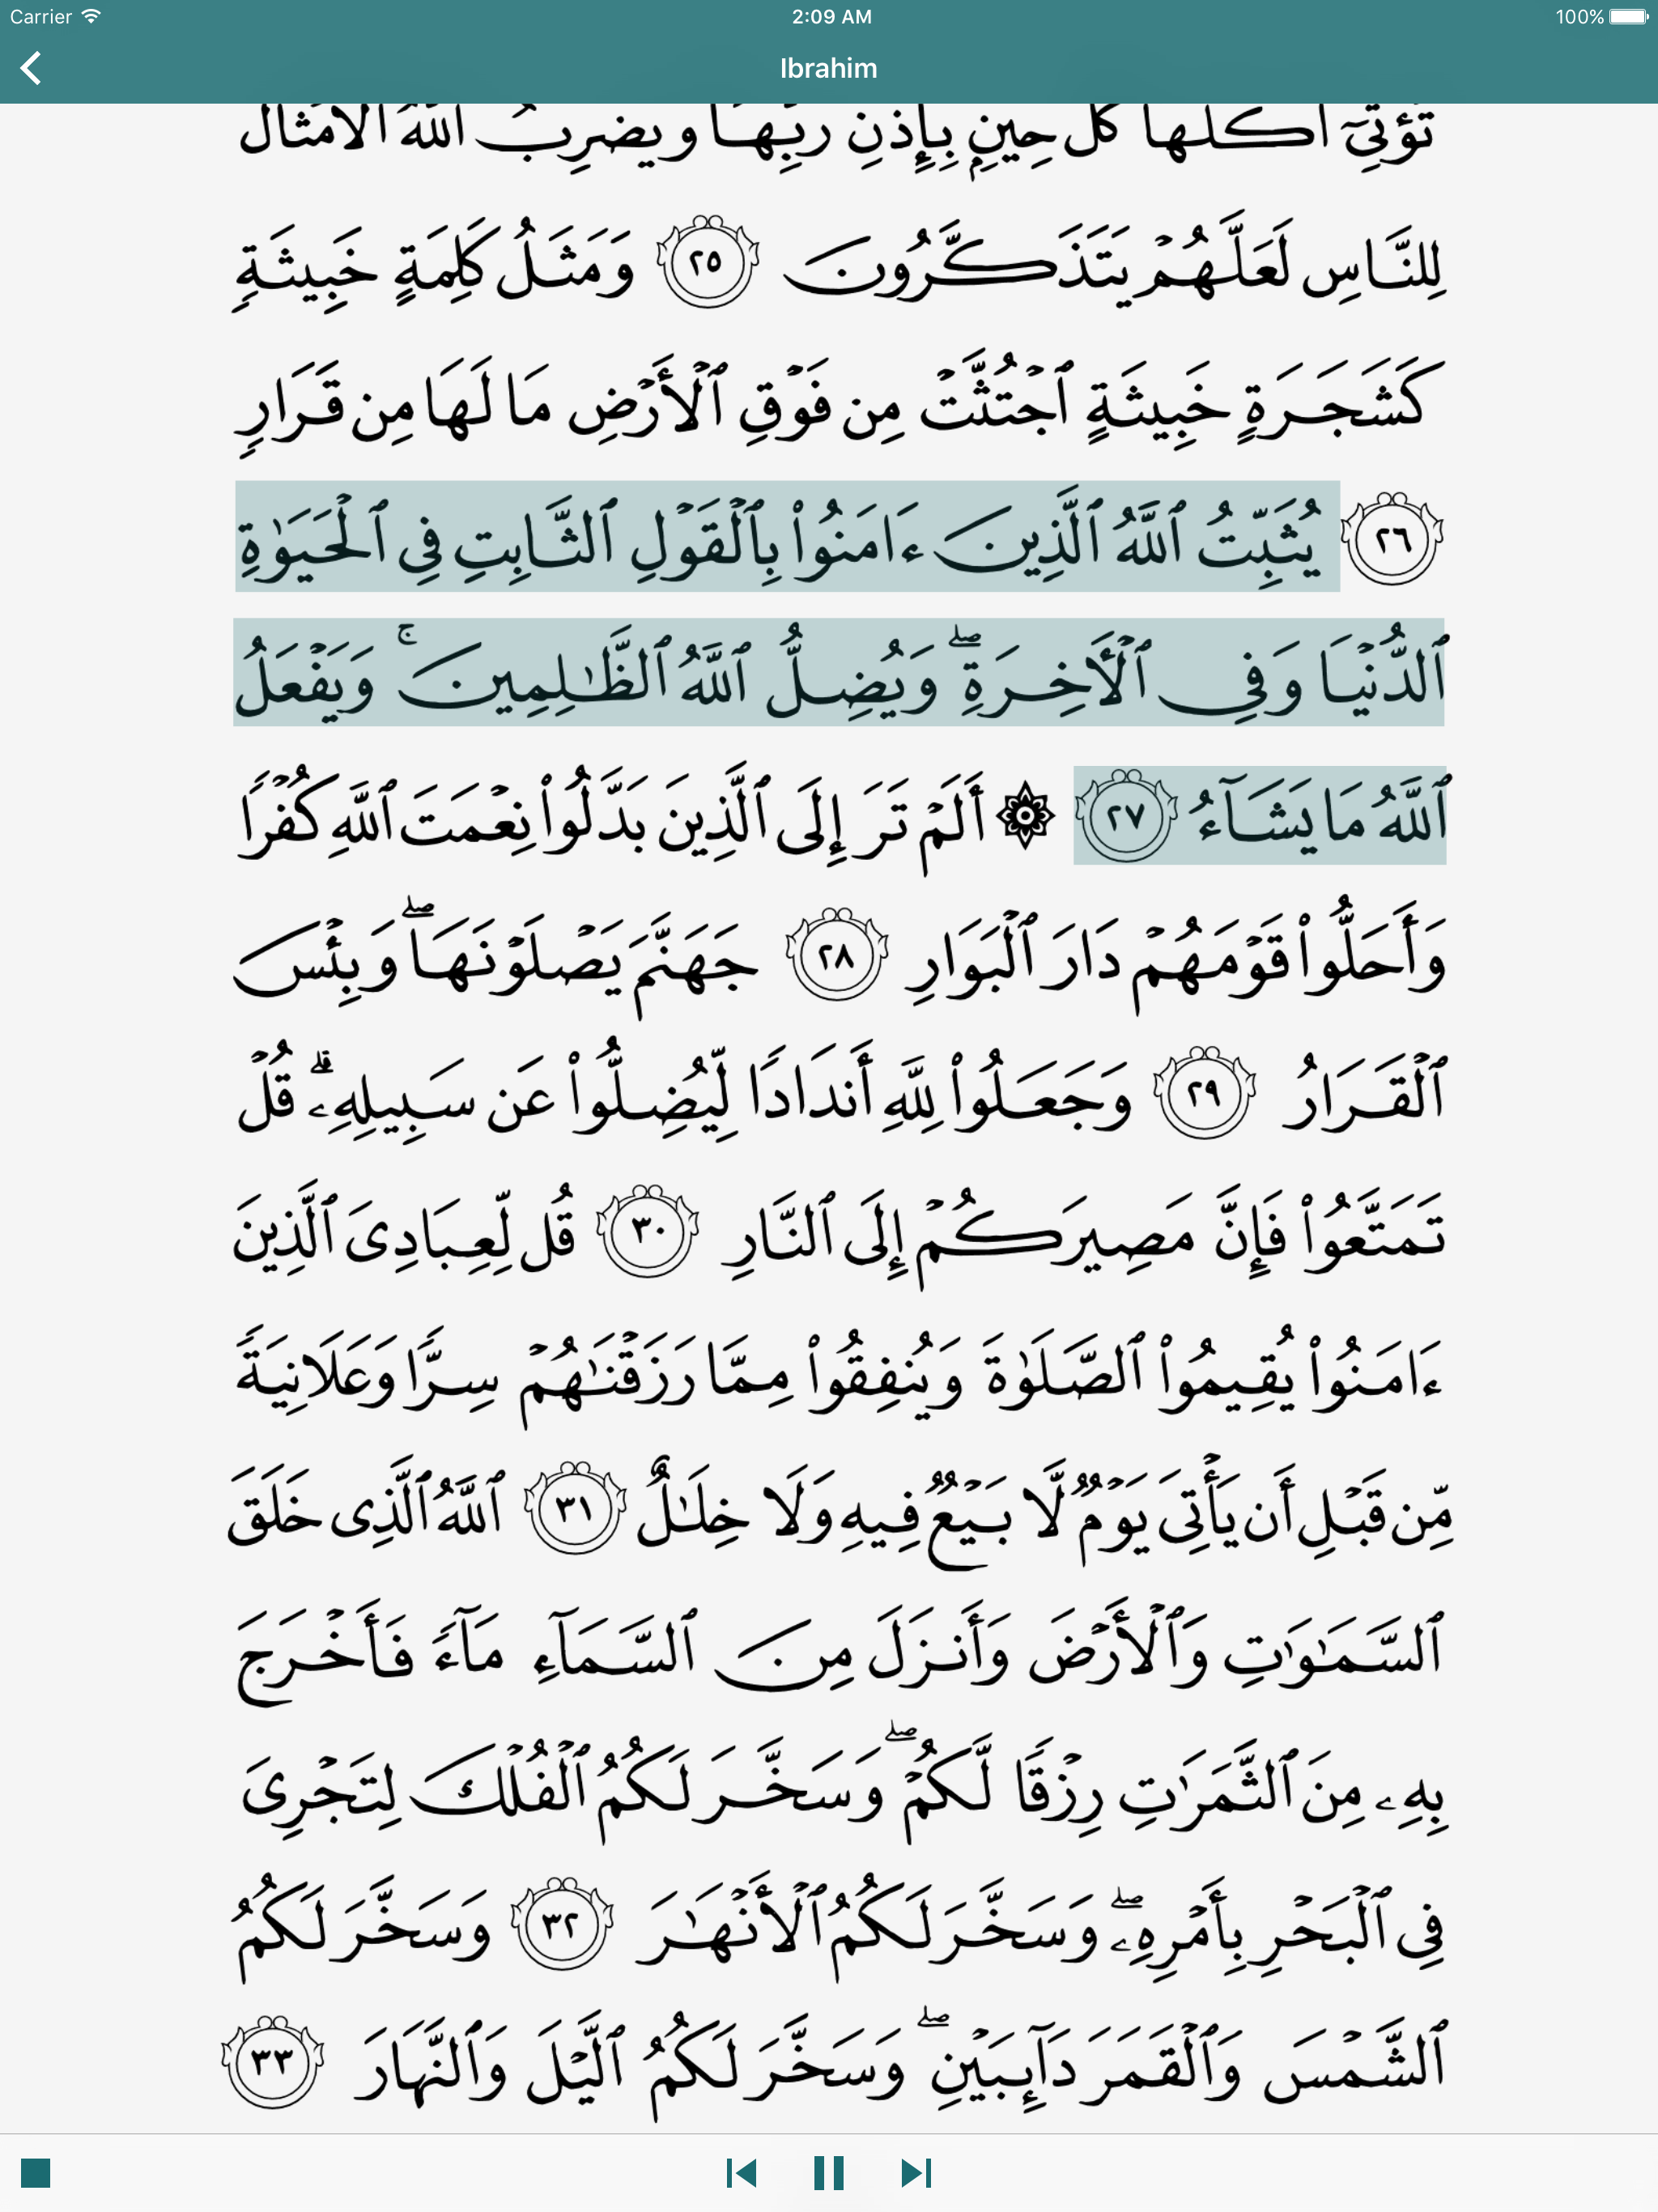 Carrier 2:09 AM 100%
Ibrahim
تُؤْتِىٓ أُكُلَهَا كُلَّ حِينٍۭ بِإِذْنِ رَبِّهَا وَيَضْرِبُ ٱللَّهُ ٱلْأَمْثَالَ
لِلنَّاسِ لَعَلَّهُمْ يَتَذَكَّرُونَ ٢٥ وَمَثَلُ كَلِمَةٍ خَبِيثَةٍ
كَشَجَرَةٍ خَبِيثَةٍ ٱجْتُثَّتْ مِن فَوْقِ ٱلْأَرْضِ مَا لَهَا مِن قَرَارٍ
٢٦ يُثَبِّتُ ٱللَّهُ ٱلَّذِينَ ءَامَنُوا۟ بِٱلْقَوْلِ ٱلثَّابِتِ فِى ٱلْحَيَوٰةِ
ٱلدُّنْيَا وَفِى ٱلْأَخِرَةِ ۖ وَيُضِلُّ ٱللَّهُ ٱلظَّـٰلِمِينَ ۚ وَيَفْعَلُ
ٱللَّهُ مَا يَشَآءُ ٢٧ ۞ أَلَمْ تَرَ إِلَى ٱلَّذِينَ بَدَّلُوا۟ نِعْمَتَ ٱللَّهِ كُفْرًا
وَأَحَلُّوا۟ قَوْمَهُمْ دَارَ ٱلْبَوَارِ ٢٨ جَهَنَّمَ يَصْلَوْنَهَا ۖ وَبِئْسَ
ٱلْقَرَارُ ٢٩ وَجَعَلُوا۟ لِلَّهِ أَندَادًا لِّيُضِلُّوا۟ عَن سَبِيلِهِۦ ۗ قُلْ
تَمَتَّعُوا۟ فَإِنَّ مَصِيرَكُمْ إِلَى ٱلنَّارِ ٣٠ قُل لِّعِبَادِىَ ٱلَّذِينَ
ءَامَنُوا۟ يُقِيمُوا۟ ٱلصَّلَوٰةَ وَيُنفِقُوا۟ مِمَّا رَزَقْنَـٰهُمْ سِرًّا وَعَلَانِيَةً
مِّن قَبْلِ أَن يَأْتِىَ يَوْمٌ لَّا بَيْعٌ فِيهِ وَلَا خِلَـٰلٌ ٣١ ٱللَّهُ ٱلَّذِى خَلَقَ
ٱلسَّمَـٰوَٰتِ وَٱلْأَرْضَ وَأَنزَلَ مِنَ ٱلسَّمَآءِ مَآءً فَأَخْرَجَ
بِهِۦ مِنَ ٱلثَّمَرَٰتِ رِزْقًا لَّكُمْ ۖ وَسَخَّرَ لَكُمُ ٱلْفُلْكَ لِتَجْرِىَ
فِى ٱلْبَحْرِ بِأَمْرِهِۦ ۖ وَسَخَّرَ لَكُمُ ٱلْأَنْهَـٰرَ ٣٢ وَسَخَّرَ لَكُمُ
ٱلشَّمْسَ وَٱلْقَمَرَ دَآئِبَيْنِ ۖ وَسَخَّرَ لَكُمُ ٱلَّيْلَ وَٱلنَّهَارَ ٣٣